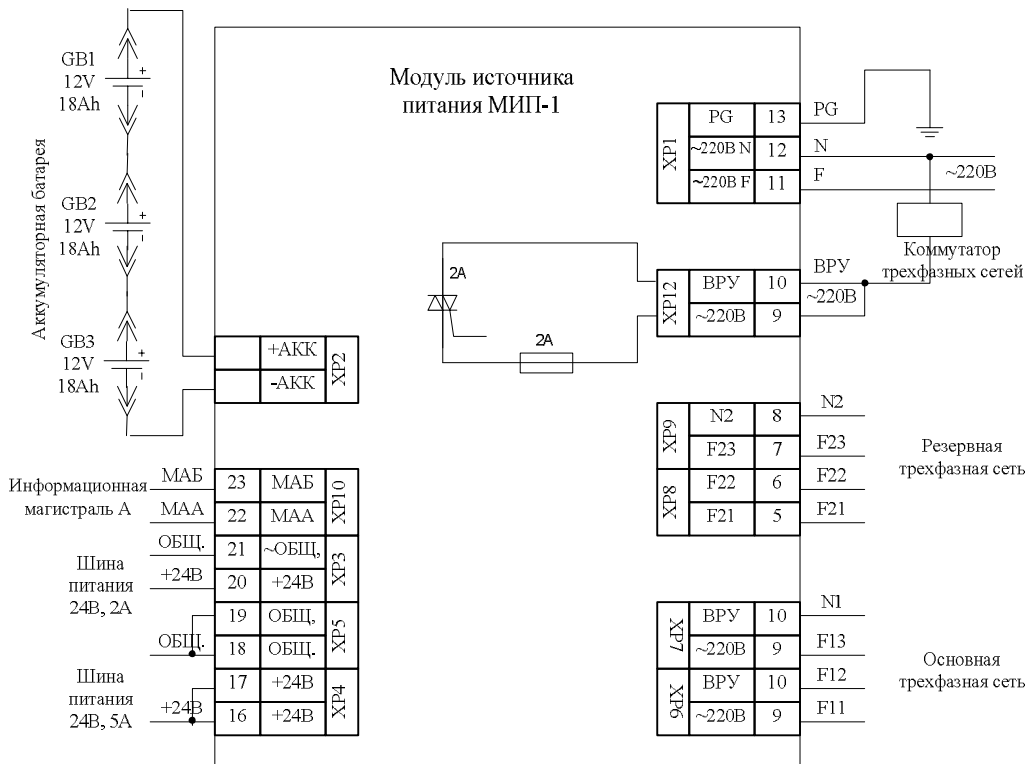 Модуль источника
питания МИП-1
GB1
12V
18Ah
+
-
GB2
12V
18Ah
+
-
GB3
12V
18Ah
+
-
Аккумуляторная батарея
+АКК
-АКК
XP2
Информационная
магистраль А
МАБ
МАА
23 МАБ
22 МАА
XP10
Шина
питания
24В, 2А
ОБЩ.
+24В
21 ~ОБЩ,
20 +24В
XP3
19 ОБЩ,
18 ОБЩ.
XP5
ОБЩ.
Шина
питания
24В, 5А
+24В
17 +24В
16 +24В
XP4
2А
2А
XP1
PG 13
~220В N 12
~220В F 11
PG
N
F
~220В
Коммутатор
трехфазных сетей
XP12
ВРУ 10
~220В 9
ВРУ
~220В
XP9
N2 8
F23 7
XP8
F22 6
F21 5
N2
F23
F22
F21
Резервная
трехфазная сеть
XP7
ВРУ 10
~220В 9
XP6
ВРУ 10
~220В 9
N1
F13
F12
F11
Основная
трехфазная сеть